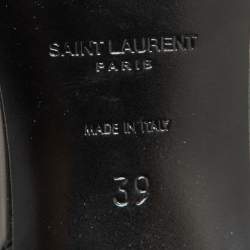 SAINT LAURENT
PARIS
MADE IN ITALY
39